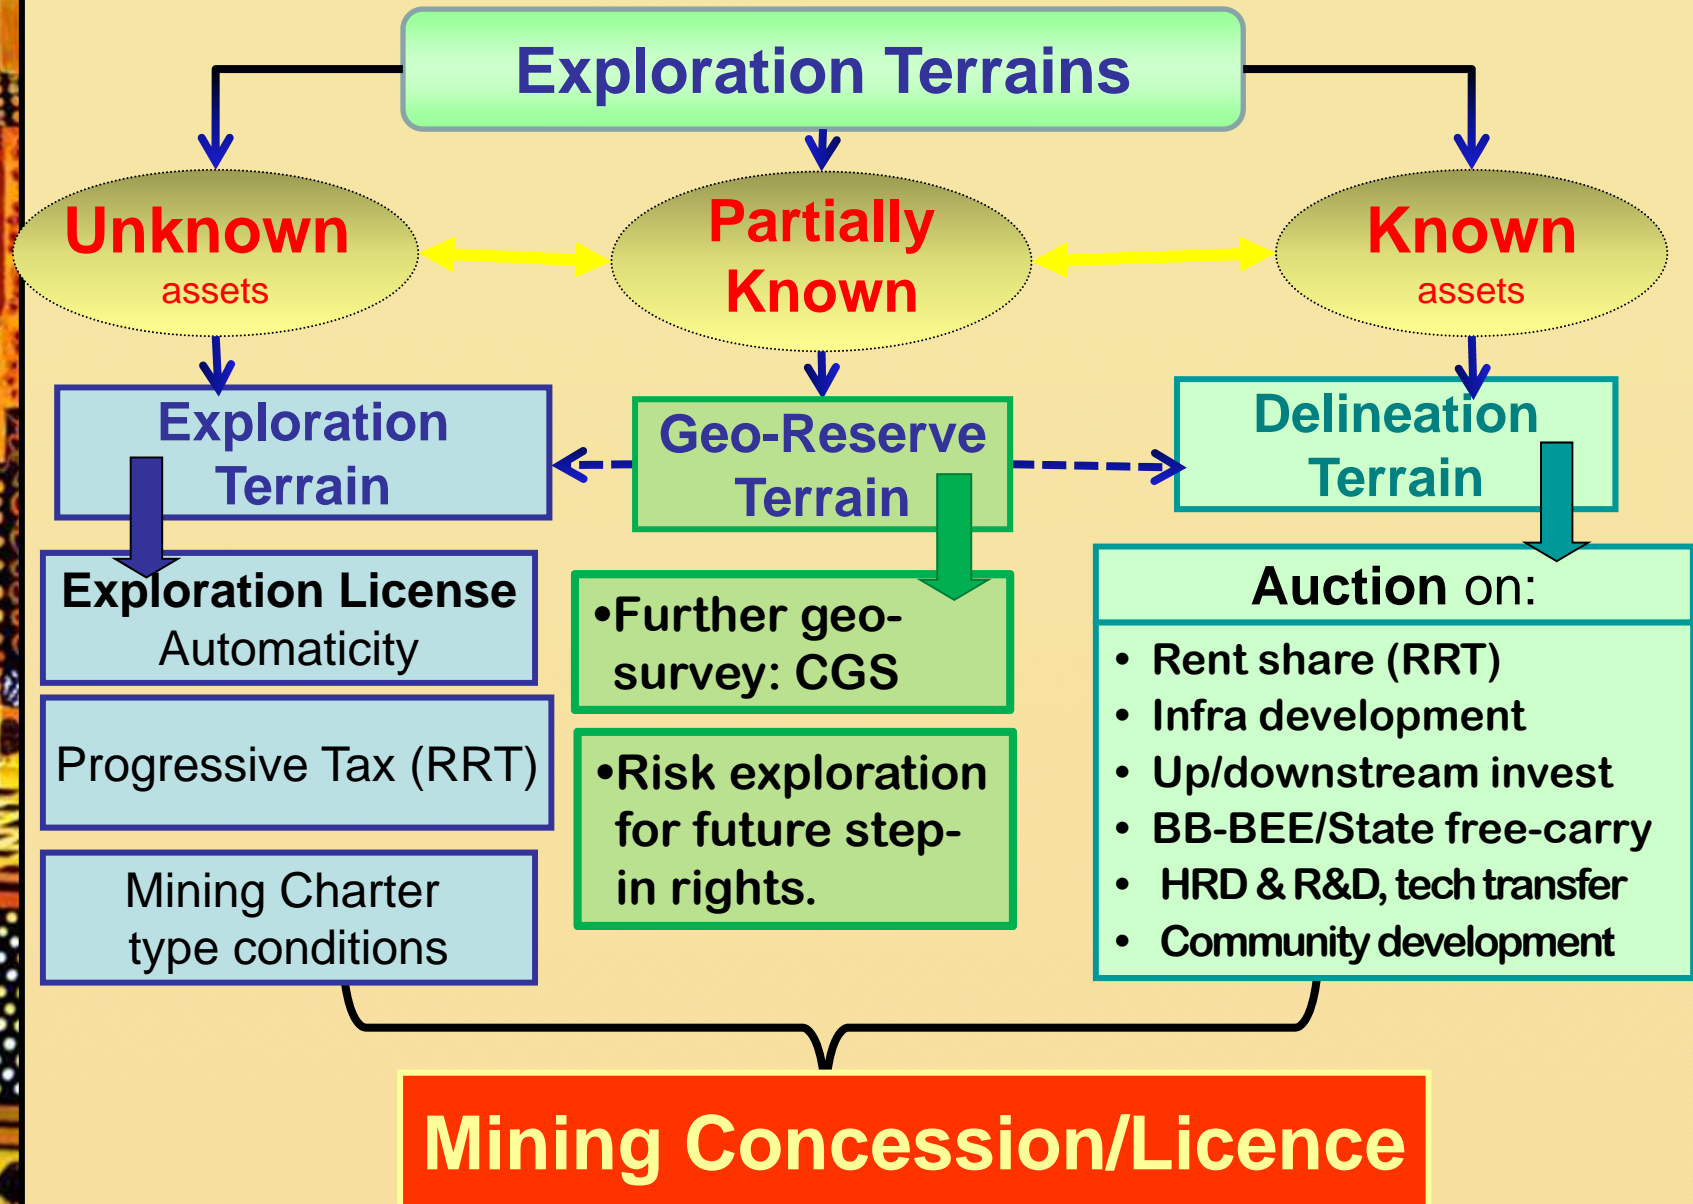 Exploration Terrains
Unknown
assets
Partially
Known
Known
assets
Exploration
Terrain
Geo-Reserve
Terrain
Delineation
Terrain
Exploration License
Automaticity
Progressive Tax (RRT)
Mining Charter
type conditions
•Further geo-
survey: CGS
•Risk exploration
for future step-
in rights.
Auction on:
• Rent share (RRT)
• Infra development
• Up/downstream invest
• BB-BEE/State free-carry
• HRD & R&D, tech transfer
• Community development
Mining Concession/Licence